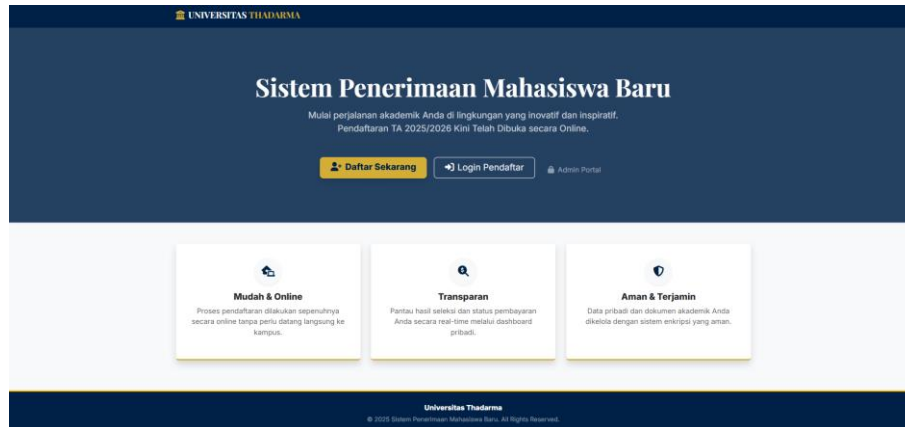 UNIVERSITAS THADARMA
Sistem Penerimaan Mahasiswa Baru
Mulai perjalanan akademik Anda di lingkungan yang inovatif dan inspiratif.
Pendaftaran TA 2025/2026 Kini Telah Dibuka secara Online.
Daftar Sekarang
Login Pendaftar
Admin Portal
Mudah & Online
Proses pendaftaran dilakukan sepenuhnya
secara online tanpa perlu datang langsung ke
kampus.
Transparan
Pantau hasil seleksi dan status pembayaran
Anda secara real-time melalui dashboard
pribadi.
Aman & Terjamin
Data pribadi dan dokumen akademik Anda
dikelola dengan sistem enkripsi yang aman.
Universitas Thadarma
© 2025 Sistem Penerimaan Mahasiswa Baru. All Rights Reserved.